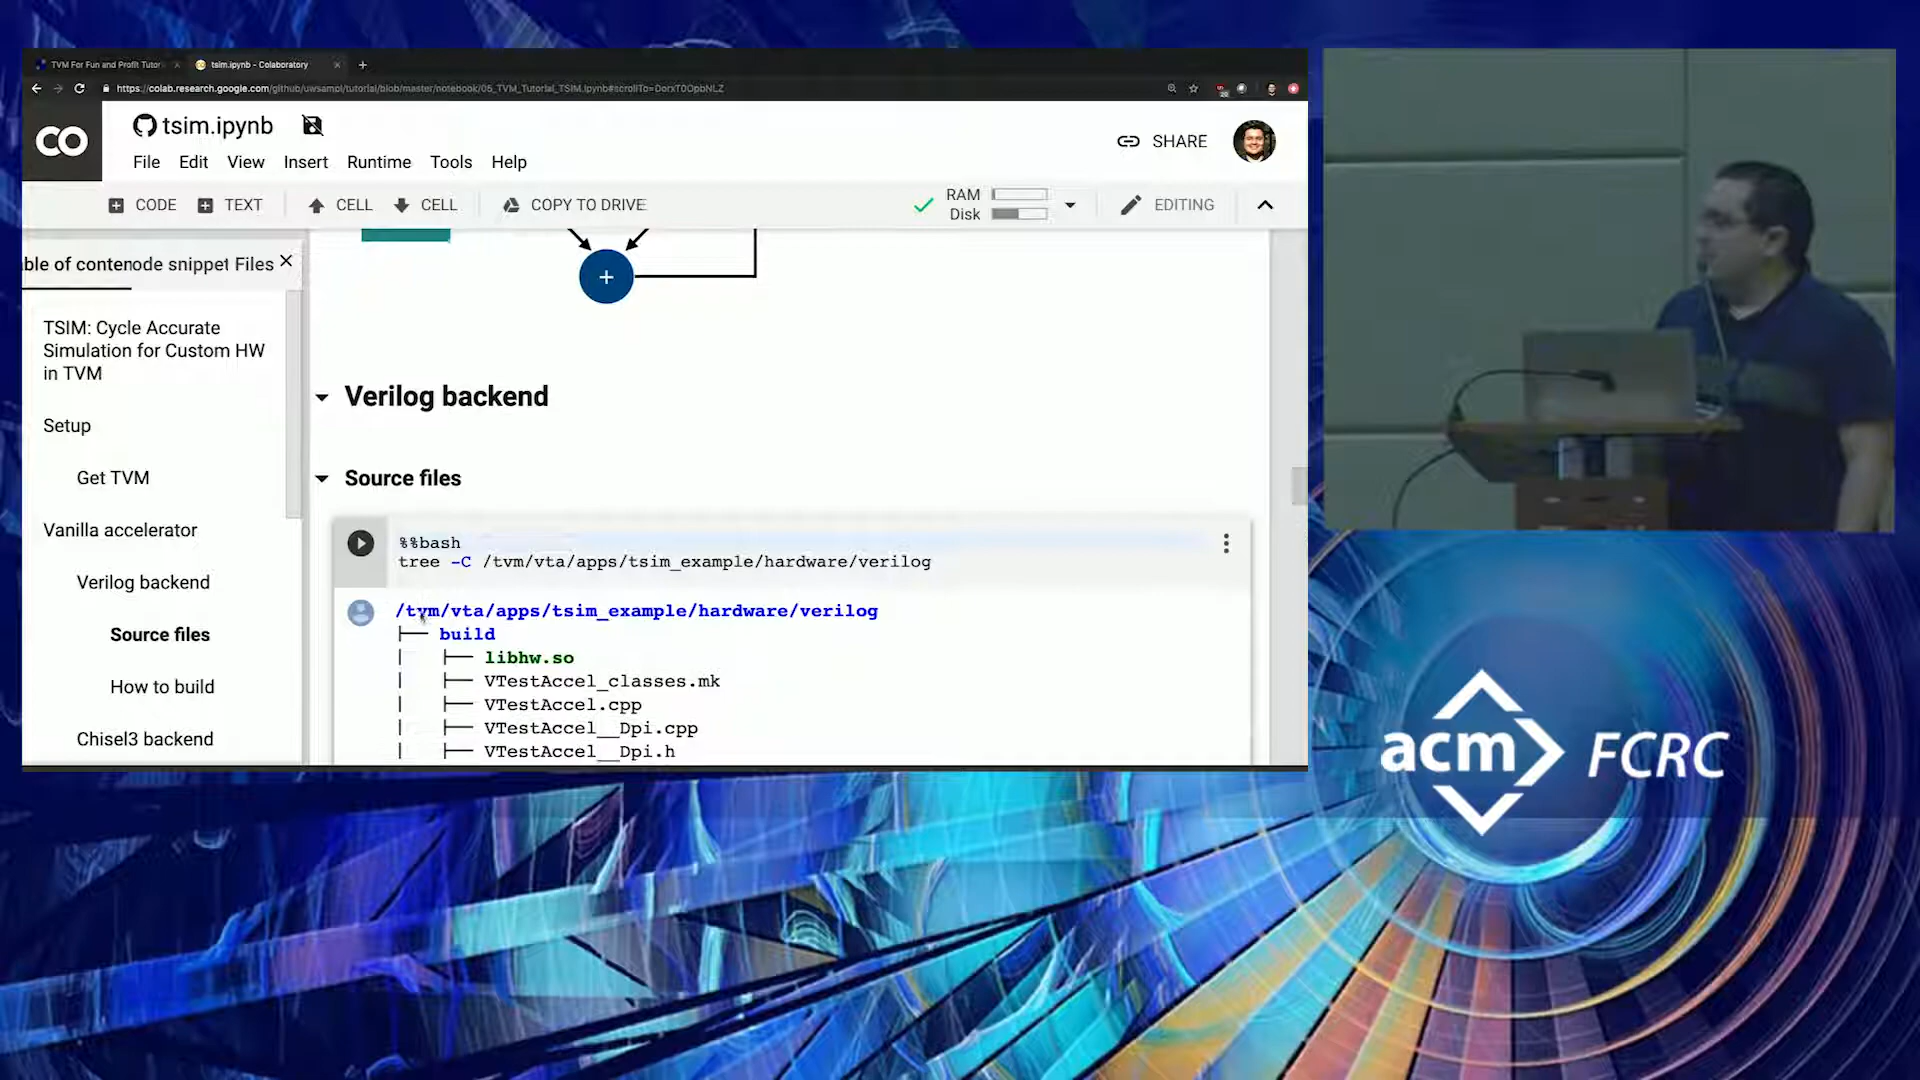 TVM For Fun and Profit Tutor
tsim.ipynb - Colaboratory
https://colab.research.google.com/github/uwsampl/tutorial/blob/master/notebook/05_TVM_Tutorial_TSIM.ipynb#scrollTo=DorxT0OpbNLZ
CO
tsim.ipynb
SHARE
File Edit View Insert Runtime Tools Help
CODE TEXT CELL CELL COPY TO DRIVE
RAM
Disk
EDITING
ble of conten ode snippet Files
TSIM: Cycle Accurate
Simulation for Custom HW
in TVM
Setup
Get TVM
Vanilla accelerator
Verilog backend
Source files
How to build
Chisel3 backend
+
Verilog backend
Source files
%%bash
tree -C /tvm/vta/apps/tsim_example/hardware/verilog
/tvm/vta/apps/tsim_example/hardware/verilog
├── build
│   ├── libhw.so
│   ├── VTestAccel_classes.mk
│   ├── VTestAccel.cpp
│   ├── VTestAccel__Dpi.cpp
│   ├── VTestAccel__Dpi.h
acm FCRC